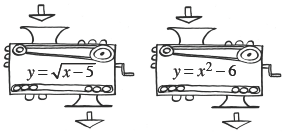 y = √x−5
y = x² − 6